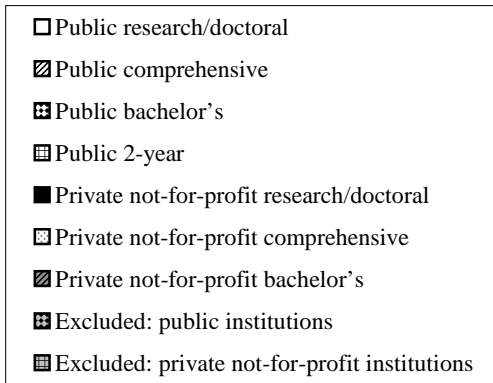 Public research/doctoral
Public comprehensive
Public bachelor’s
Public 2-year
Private not-for-profit research/doctoral
Private not-for-profit comprehensive
Private not-for-profit bachelor’s
Excluded: public institutions
Excluded: private not-for-profit institutions